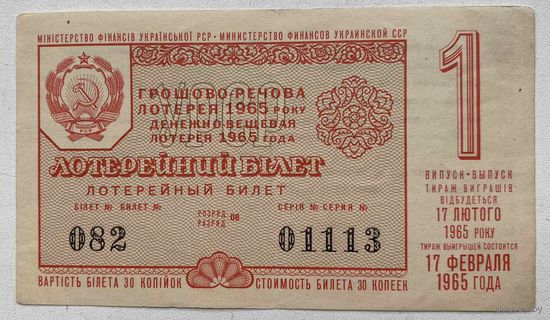 МІНІСТЕРСТВО ФІНАНСІВ УКРАЇНСЬКОЇ РСР • МИНИСТЕРСТВО ФИНАНСОВ УКРАИНСКОЙ ССР
1
ГРОШОВО-РЕЧОВА
ЛОТЕРЕЯ 1965 РОКУ
ДЕНЕЖНО-ВЕЩЕВАЯ
ЛОТЕРЕЯ 1965 ГОДА
ЛОТЕРЕЙНИЙ БІЛЕТ
ЛОТЕРЕЙНЫЙ БИЛЕТ
БІЛЕТ № БИЛЕТ №
РОЗРЯД 06
РАЗРЯД
СЕРІЯ № СЕРИЯ №
082
01113
ВАРТІСТЬ БІЛЕТА 30 КОПІЙОК
СТОИМОСТЬ БИЛЕТА 30 КОПЕЕК
ВИПУСК • ВЫПУСК
ТИРАЖ ВИГРАШІВ
ВІДБУДЕТЬСЯ
17 ЛЮТОГО
1965 РОКУ
ТИРАЖ ВЫИГРЫШЕЙ СОСТОИТСЯ
17 ФЕВРАЛЯ
1965 ГОДА